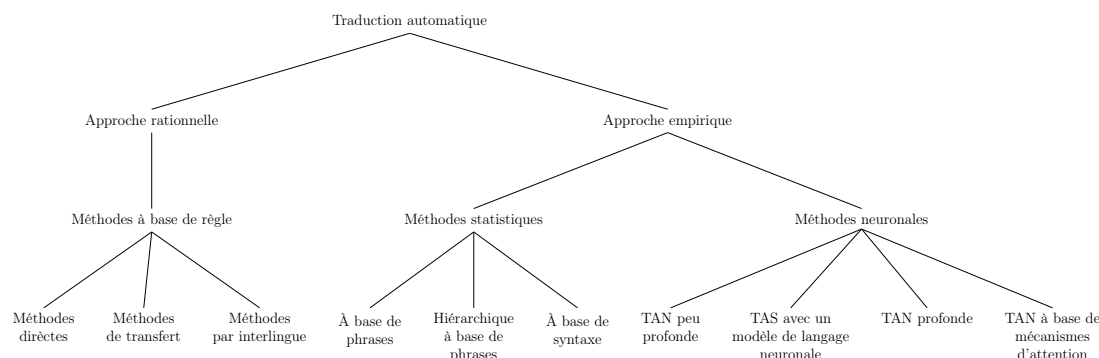 Traduction automatique
Approche rationnelle
Approche empirique
Méthodes à base de règle
Méthodes statistiques
Méthodes neuronales
Méthodes
dirèctes
Méthodes
de transfert
Méthodes
par interlingue
À base de
phrases
Hiérarchique
à base de
phrases
À base de
syntaxe
TAN peu
profonde
TAS avec un
modèle de langage
neuronale
TAN profonde
TAN à base de
mécanismes
d'attention